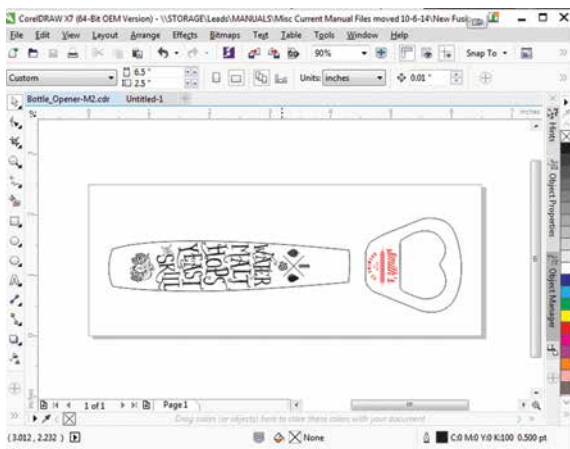 CorelDRAW X7 (64-Bit OEM Version) - \\STORAGE\Leads\MANUALS\Misc Current Manual Files moved 10-6-14\New Fusi
File Edit View Layout Arrange Effects Bitmaps Text Table Tools Window Help
90% Snap To
Custom 6.5 " 2.5 " Units: inches 0.01 "
Bottle_Opener-M2.cdr Untitled-1
inches
Hints
Object Properties
Object Manager
WATER
MALT
HOPS
YEAST
SKILL
Smith's
1 of 1 Page1
Drag colors (or objects) here to store these colors with your document
(3.012, 2.232 ) None C:0 M:0 Y:0 K:100 0.500 pt